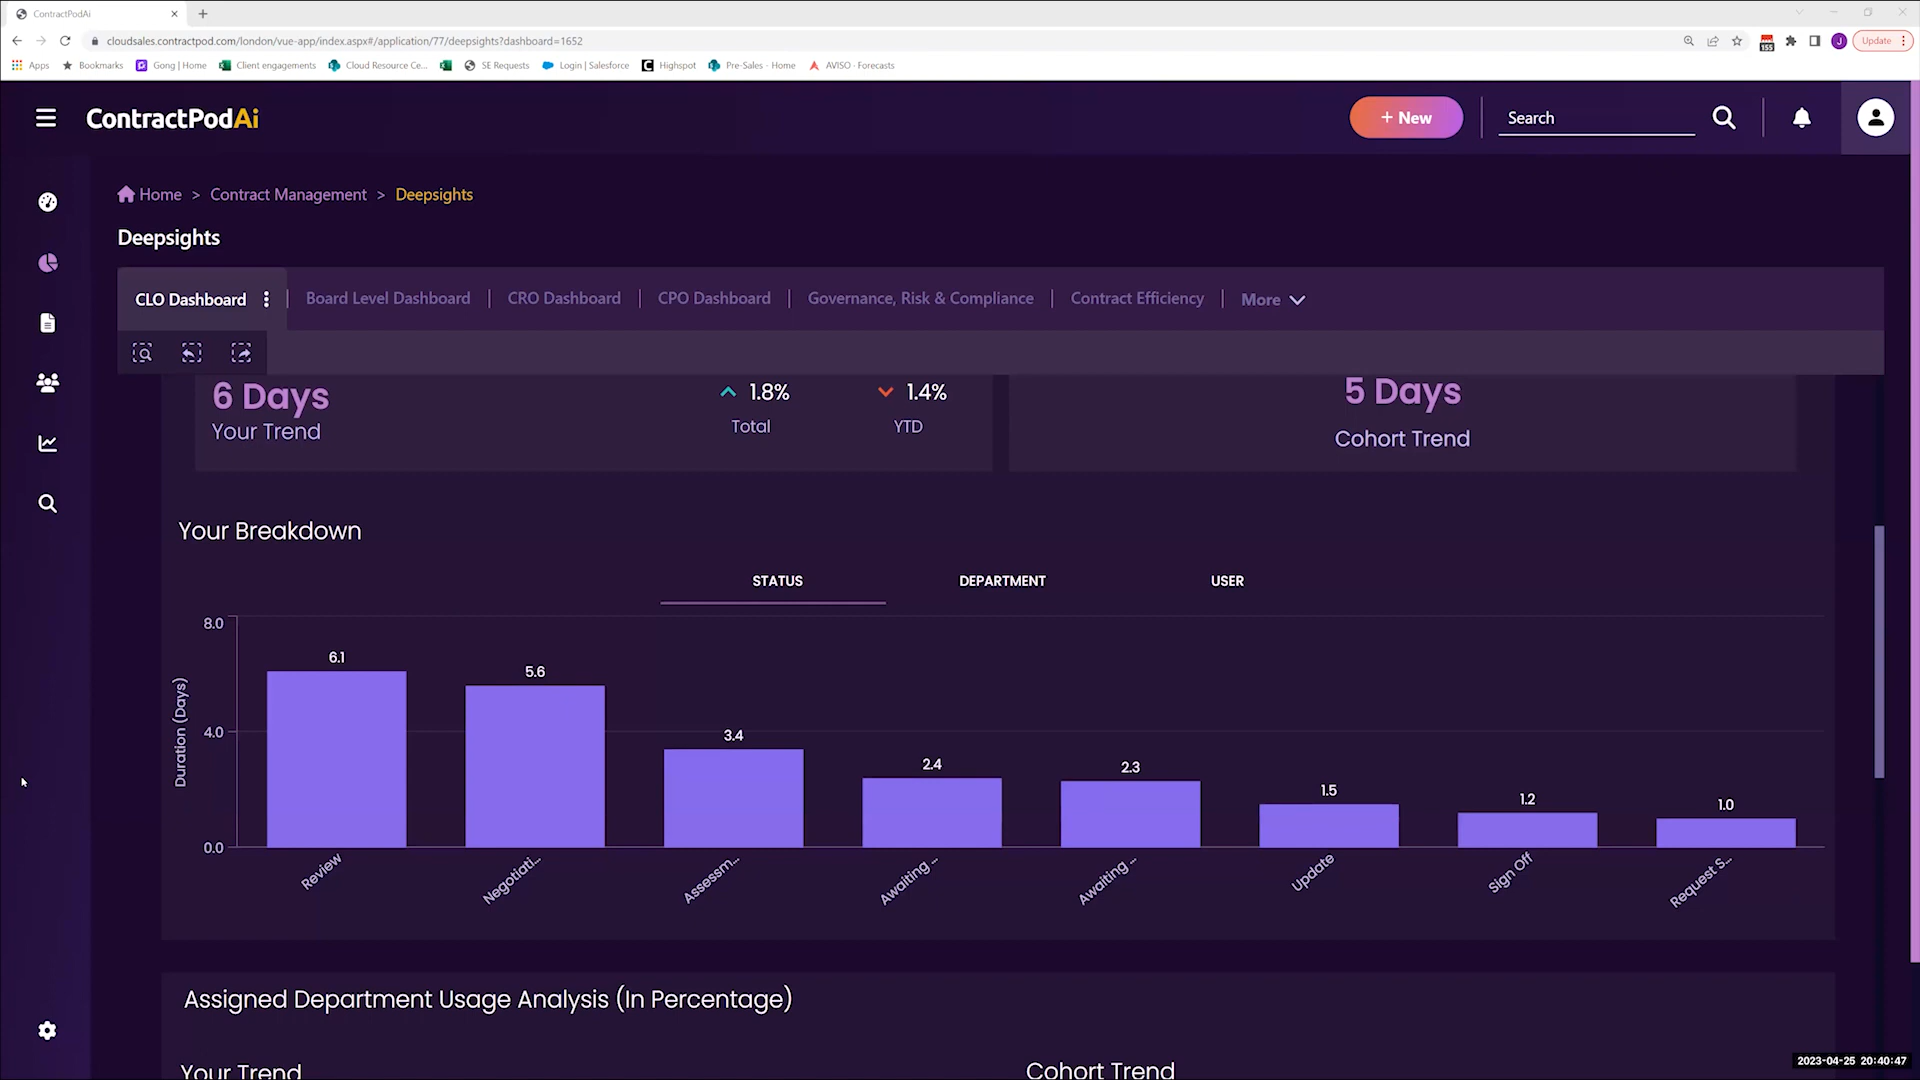 ContractPodAi
cloudsales.contractpod.com/london/vue-app/index.aspx#/application/77/deepsights?dashboard=1652
155
J
Update
Apps
Bookmarks
Gong | Home
Client engagements
Cloud Resource Ce...
SE Requests
Login | Salesforce
Highspot
Pre-Sales - Home
AVISO - Forecasts
ContractPodAi
+ New
Search
Home > Contract Management > Deepsights
Deepsights
CLO Dashboard
Board Level Dashboard
CRO Dashboard
CPO Dashboard
Governance, Risk & Compliance
Contract Efficiency
More
6 Days
Your Trend
1.8%
Total
1.4%
YTD
5 Days
Cohort Trend
Your Breakdown
STATUS
DEPARTMENT
USER
Duration (Days)
8.0
4.0
0.0
6.1
5.6
3.4
2.4
2.3
1.5
1.2
1.0
Review
Negotiati...
Assessm...
Awaiting ...
Awaiting ...
Update
Sign Off
Request S...
Assigned Department Usage Analysis (In Percentage)
Your Trend
Cohort Trend
2023-04-25 20:40:47